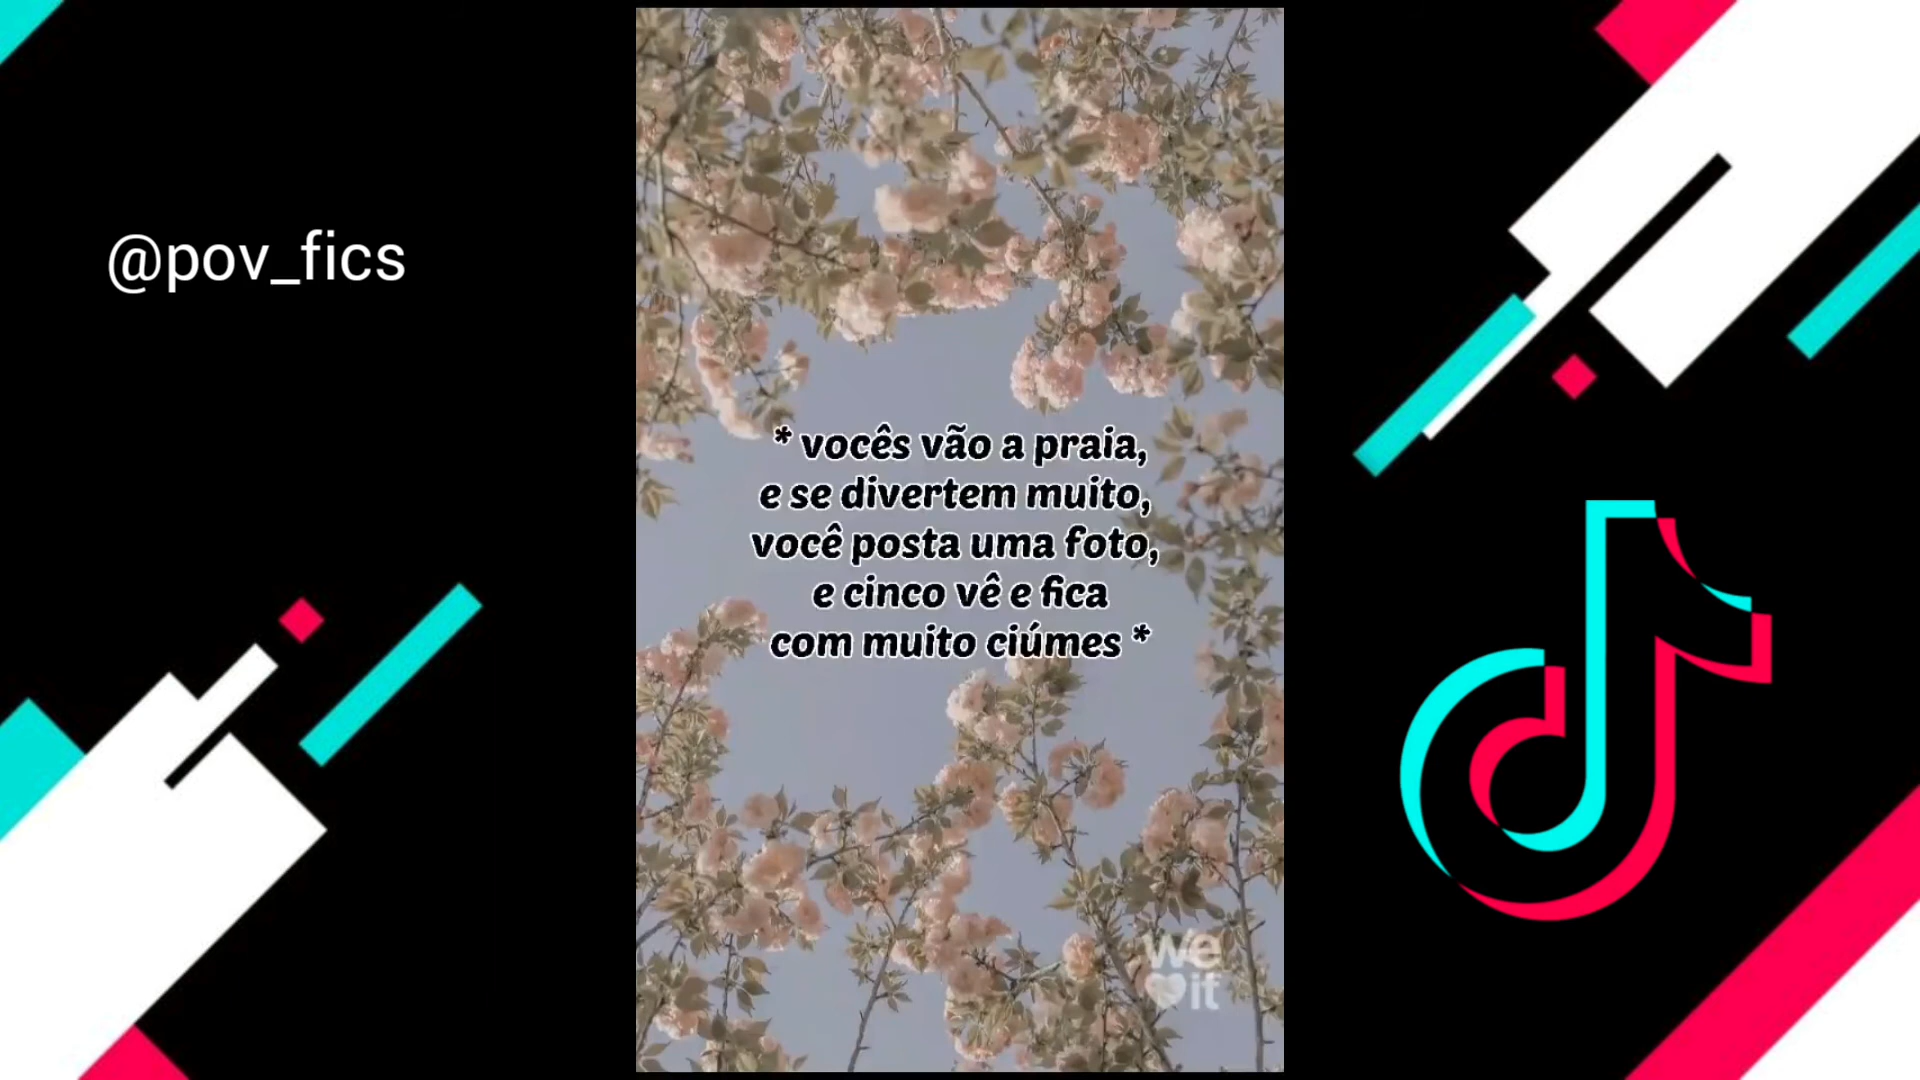 @pov_fics
* vocês vão a praia,
e se divertem muito,
você posta uma foto,
e cinco vê e fica
com muito ciúmes *
We
it